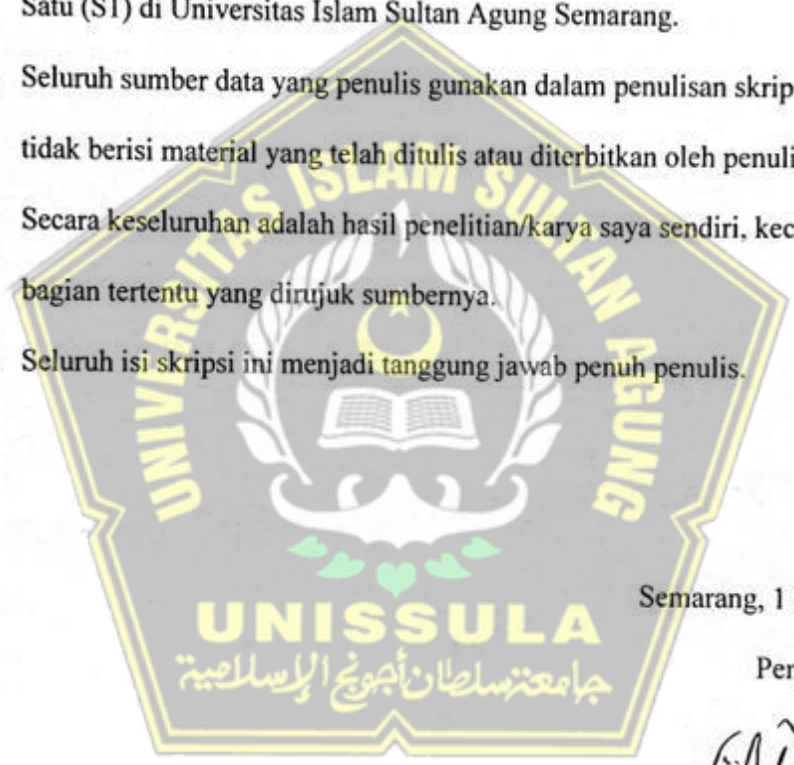 Satu (S1) di Universitas Islam Sultan Agung Semarang.
Seluruh sumber data yang penulis gunakan dalam penulisan skrip
tidak berisi material yang telah ditulis atau diterbitkan oleh penuli
Secara keseluruhan adalah hasil penelitian/karya saya sendiri, kec
bagian tertentu yang dirujuk sumbernya.
Seluruh isi skripsi ini menjadi tanggung jawab penuh penulis.
UNIVERSITAS ISLAM SULTAN AGUNG
Semarang, 1
UNISSULA
Per
جامعة سلطان أجونج الإسلامية